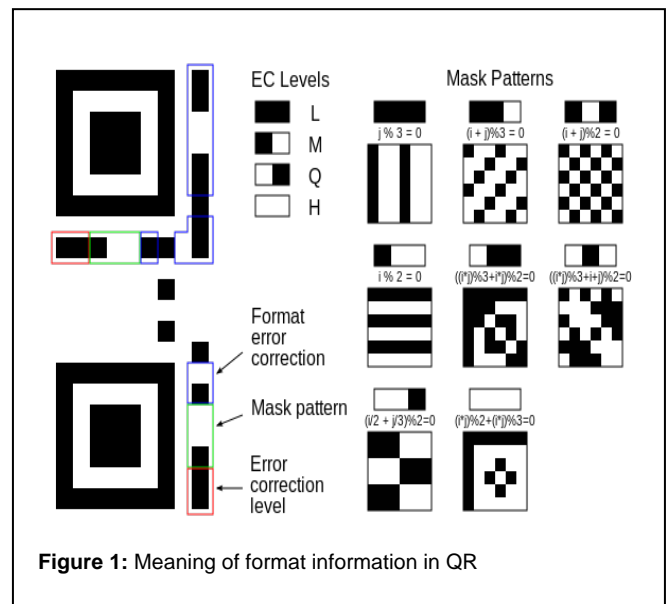 EC Levels
L
M
Q
H
Mask Patterns
j % 3 = 0
(i + j)%3 = 0
(i + j)%2 = 0
i % 2 = 0
((i*j)%3+i*j)%2=0
((i*j)%3+i+j)%2=0
(i/2 + j/3)%2=0
(i*j)%2+(i*j)%3=0
Format
error
correction
Mask pattern
Error
correction
level
Figure 1: Meaning of format information in QR